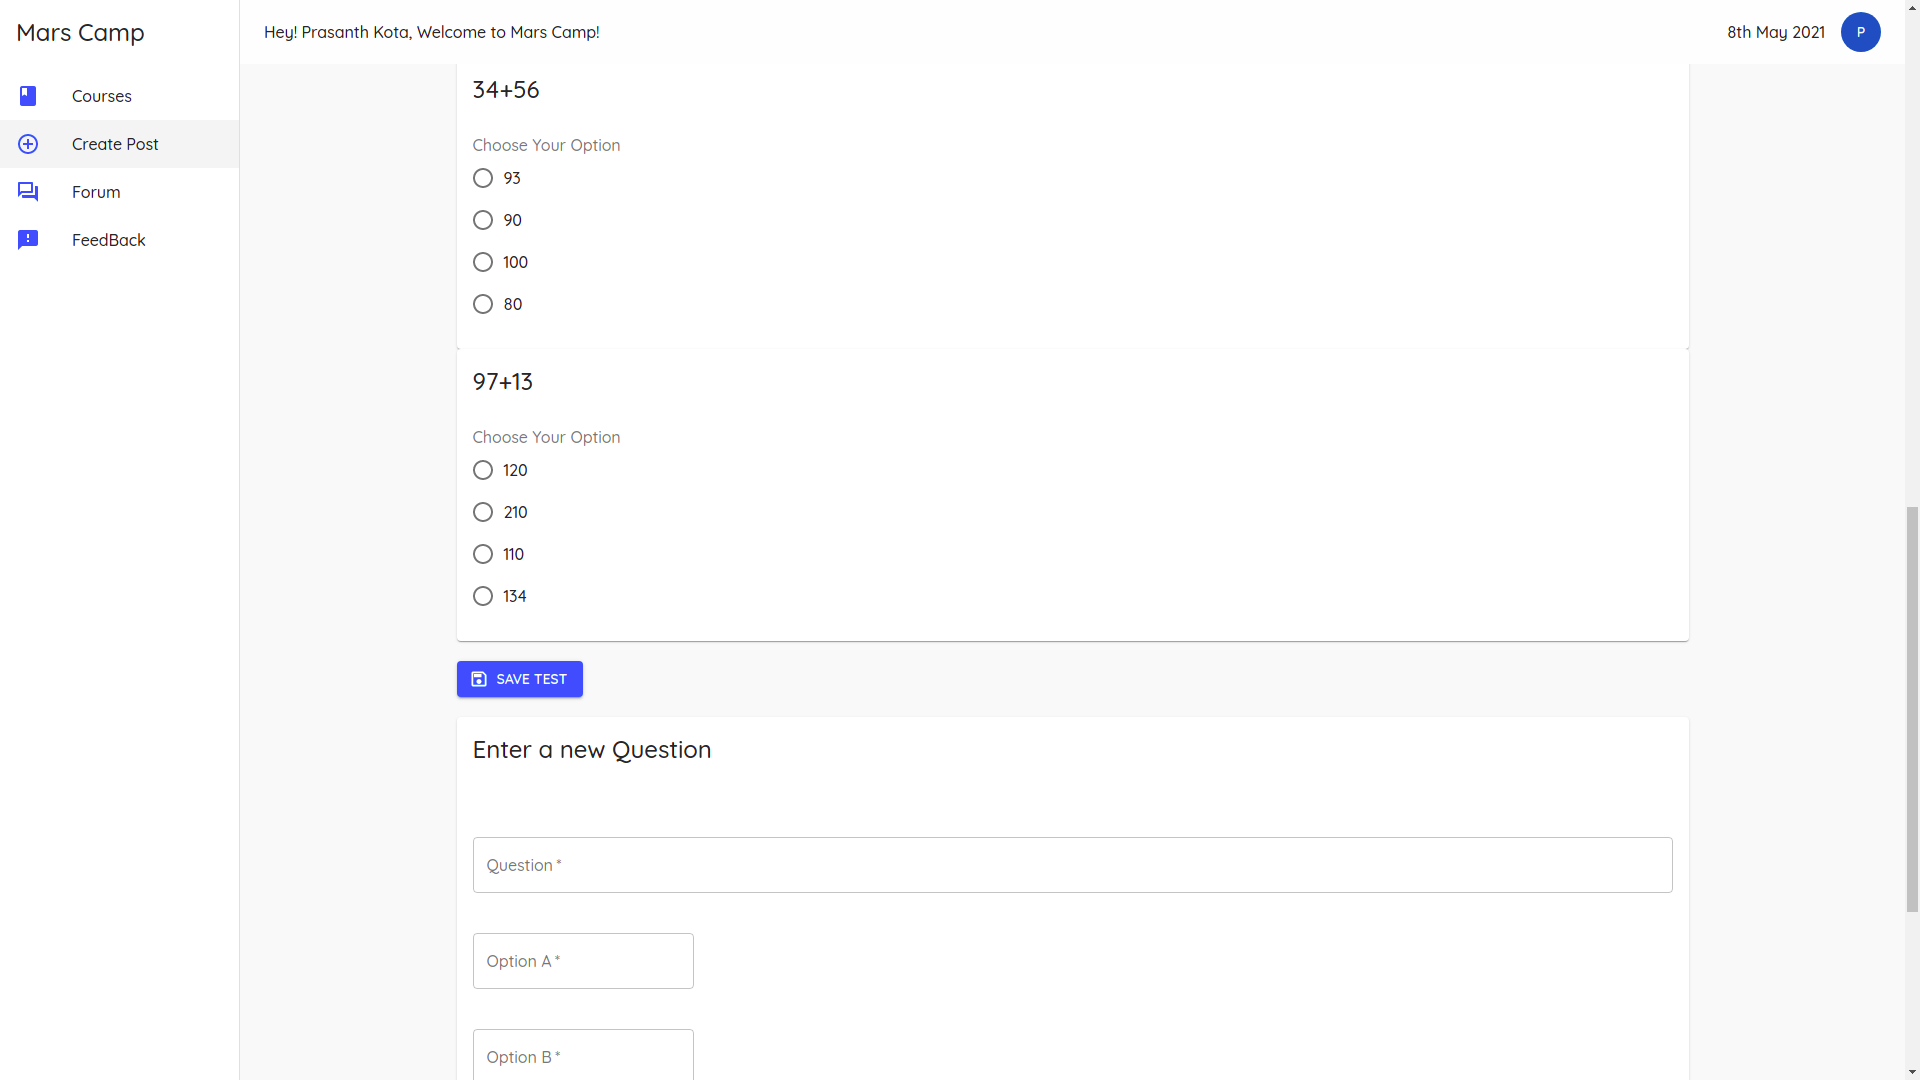 Mars Camp
Courses
Create Post
Forum
FeedBack
Hey! Prasanth Kota, Welcome to Mars Camp!
8th May 2021
P
34+56
Choose Your Option
93
90
100
80
97+13
Choose Your Option
120
210
110
134
SAVE TEST
Enter a new Question
Question *
Option A *
Option B *